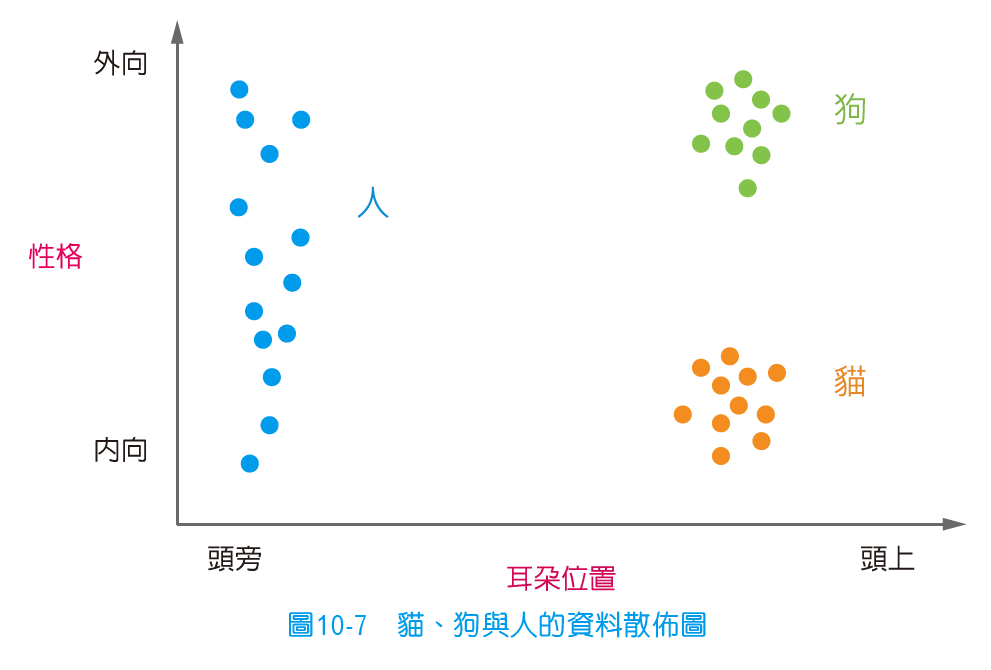 外向
狗
人
性格
貓
內向
頭旁
頭上
耳朵位置
圖10-7 貓、狗與人的資料散佈圖